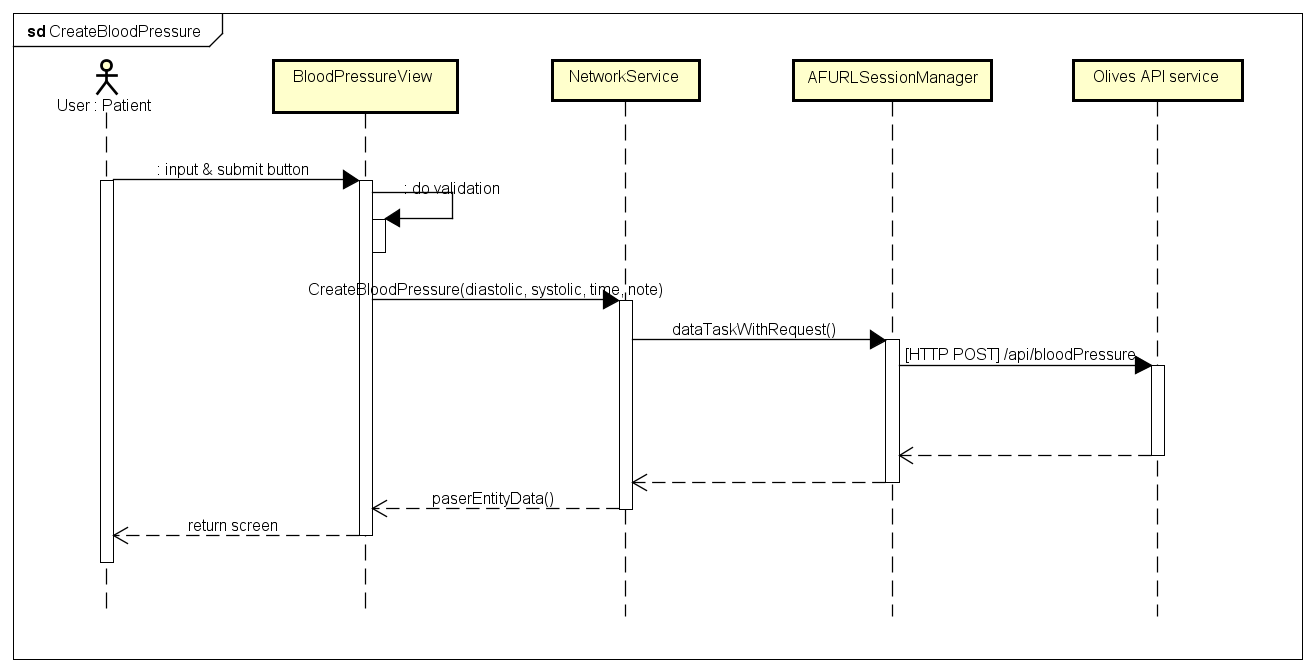 sd CreateBloodPressure
User : Patient
BloodPressureView
NetworkService
AFURLSessionManager
Olives API service
: input & submit button
: do validation
CreateBloodPressure(diastolic, systolic, time, note)
dataTaskWithRequest()
[HTTP POST] /api/bloodPressure
paserEntityData()
return screen